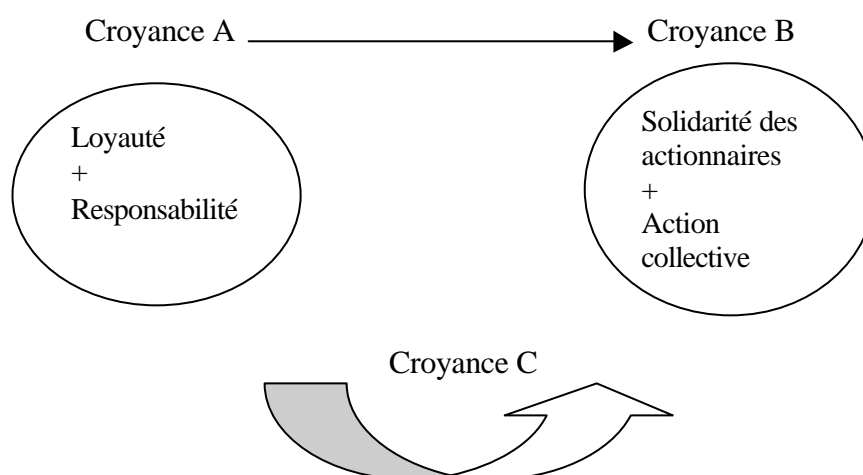 Croyance A
Croyance B
Loyauté
+
Responsabilité
Solidarité des
actionnaires
+
Action
collective
Croyance C